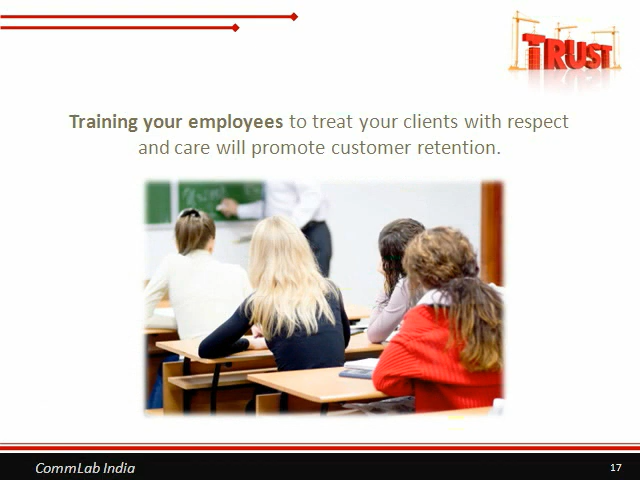 TRUST
Training your employees to treat your clients with respect
and care will promote customer retention.
CommLab India
17